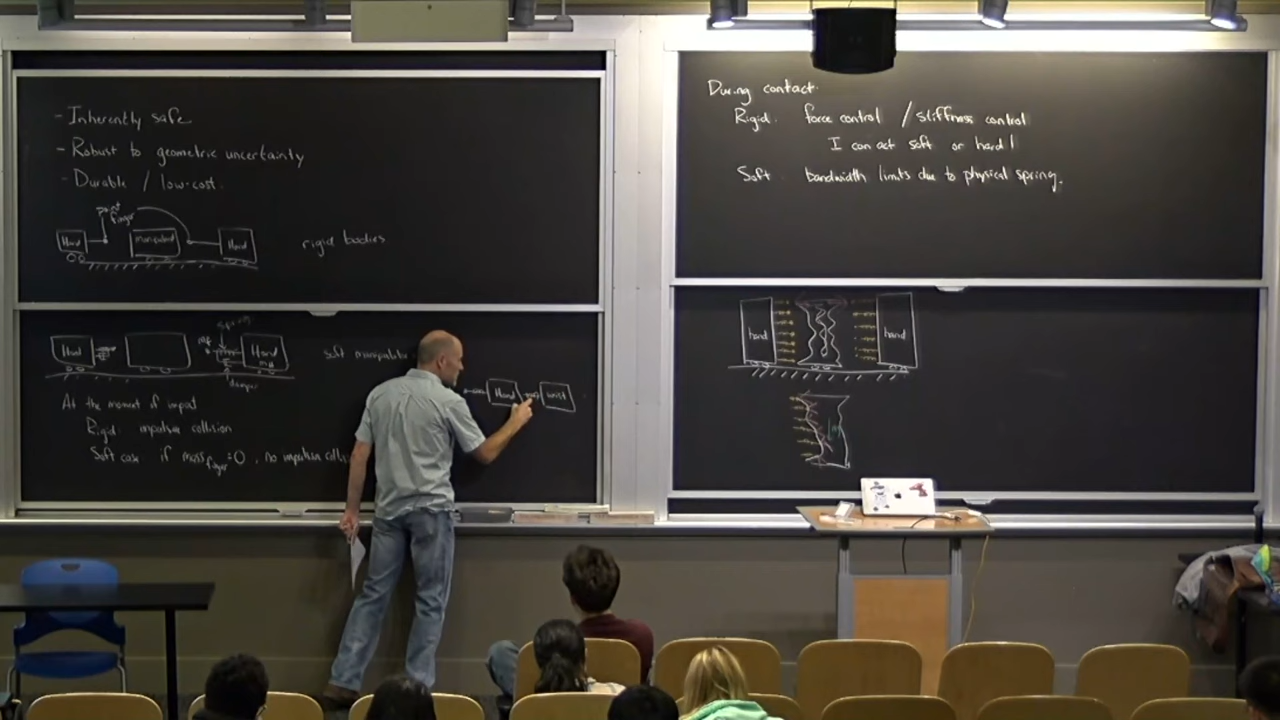 - Inherently safe
- Robust to geometric uncertainty
- Durable / low-cost.
finger
Hand
manipuland
Hand
rigid bodies
Hand
Hand
soft manipulator
damper
At the moment of impact
Rigid: impulsive collision
Soft case if mass finger = 0, no impulsive
Hand
wrist
During contact
Rigid: force control / stiffness control
I can act soft or hard!
Soft bandwidth limits due to physical spring.
hand
hand